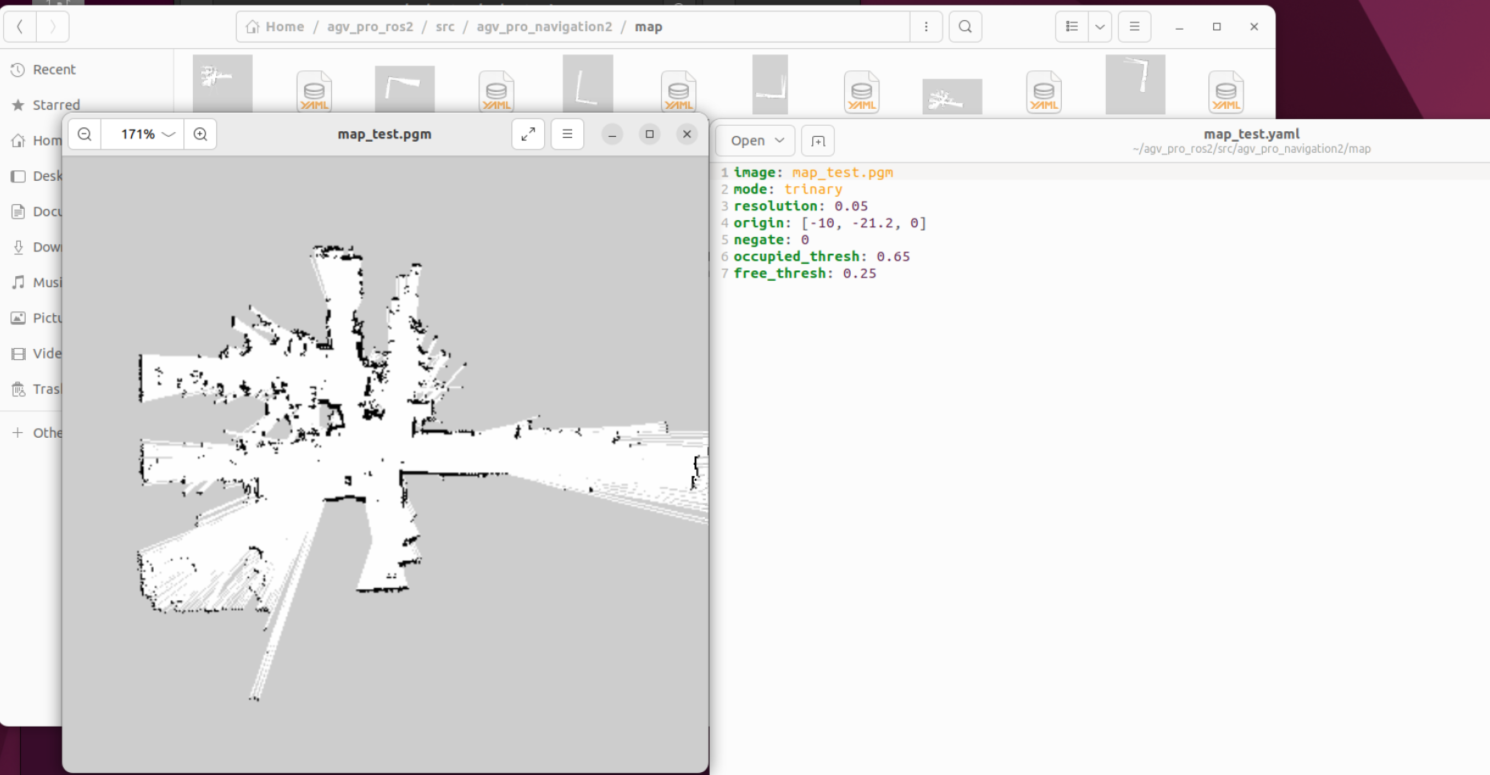 Home / agv_pro_ros2 / src / agv_pro_navigation2 / map
Recent
Starred
Hom
Desk
Docu
Dow
Musi
Pictu
Vide
Tras
Othe
YAML YAML YAML YAML YAML YAML
171%
map_test.pgm
Open
map_test.yaml
~/agv_pro_ros2/src/agv_pro_navigation2/map
1 image: map_test.pgm
2 mode: trinary
3 resolution: 0.05
4 origin: [-10, -21.2, 0]
5 negate: 0
6 occupied_thresh: 0.65
7 free_thresh: 0.25